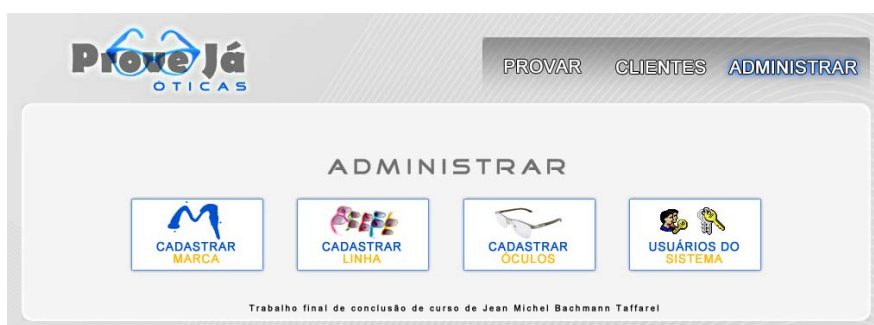 Prove Já
ÓTICAS
PROVAR CLIENTES ADMINISTRAR
ADMINISTRAR
CADASTRAR
MARCA
CADASTRAR
LINHA
CADASTRAR
ÓCULOS
USUÁRIOS DO
SISTEMA
Trabalho final de conclusão de curso de Jean Michel Bachmann Taffarel